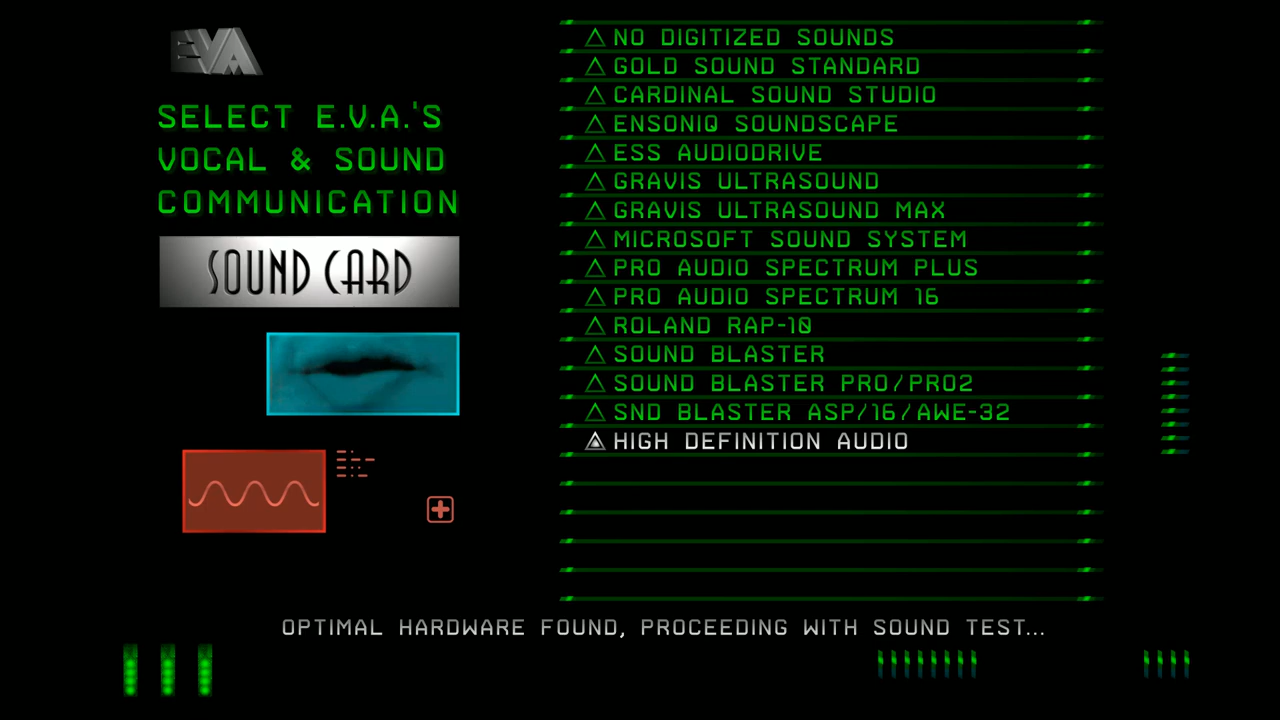 EVA
SELECT E.V.A.'S
VOCAL & SOUND
COMMUNICATION
SOUND CARD
NO DIGITIZED SOUNDS
GOLD SOUND STANDARD
CARDINAL SOUND STUDIO
ENSONIQ SOUNDSCAPE
ESS AUDIODRIVE
GRAVIS ULTRASOUND
GRAVIS ULTRASOUND MAX
MICROSOFT SOUND SYSTEM
PRO AUDIO SPECTRUM PLUS
PRO AUDIO SPECTRUM 16
ROLAND RAP-10
SOUND BLASTER
SOUND BLASTER PRO/PRO2
SND BLASTER ASP/16/AWE-32
HIGH DEFINITION AUDIO
OPTIMAL HARDWARE FOUND, PROCEEDING WITH SOUND TEST...